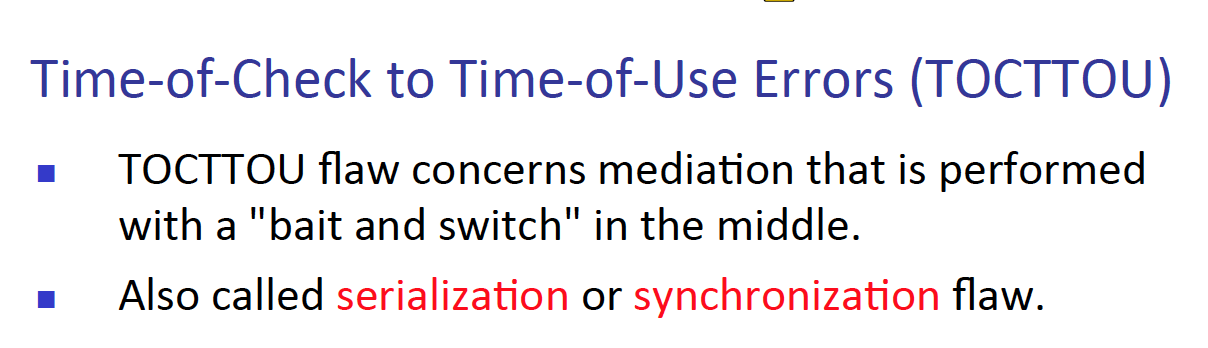 Time-of-Check to Time-of-Use Errors (TOCTTOU)
TOCTTOU flaw concerns mediation that is performed
with a "bait and switch" in the middle.
Also called serialization or synchronization flaw.